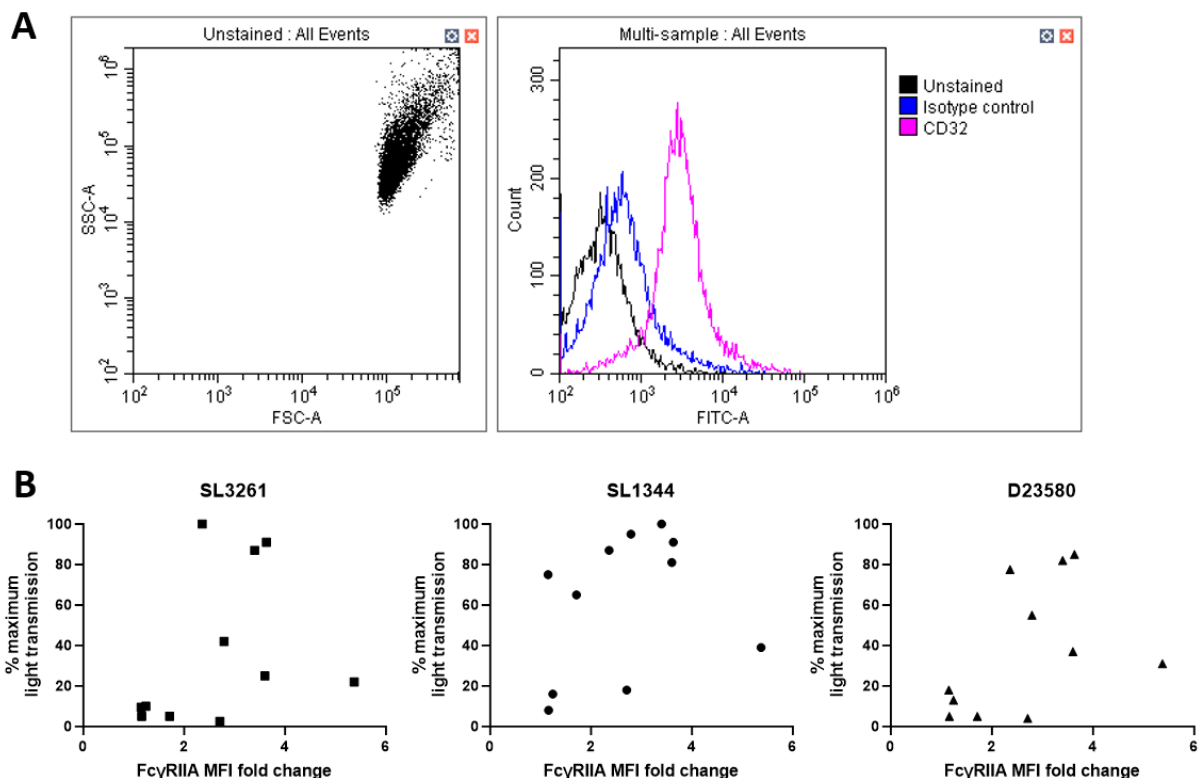 A
Unstained : All Events
10^6
10^5
10^4
10^3
10^2
SSC-A
10^2 10^3 10^4 10^5
FSC-A
Multi-sample : All Events
300
200
100
0
Count
10^2 10^3 10^4 10^5 10^6
FITC-A
Unstained
Isotype control
CD32
B
SL3261
100
80
60
40
20
0
% maximum
light transmission
0 2 4 6
FcγRIIA MFI fold change
SL1344
100
80
60
40
20
0
% maximum
light transmission
0 2 4 6
FcγRIIA MFI fold change
D23580
100
80
60
40
20
0
% maximum
light transmission
0 2 4 6
FcγRIIA MFI fold change